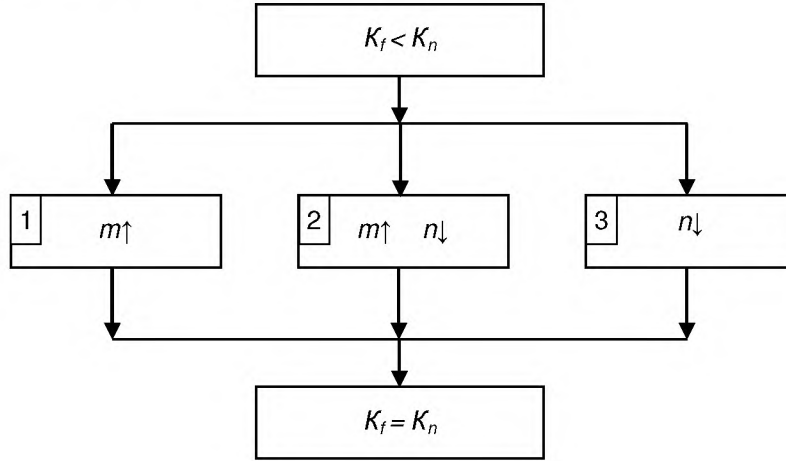 K_f < K_n
1 m↑
2 m↑ n↓
3 n↓
K_f = K_n